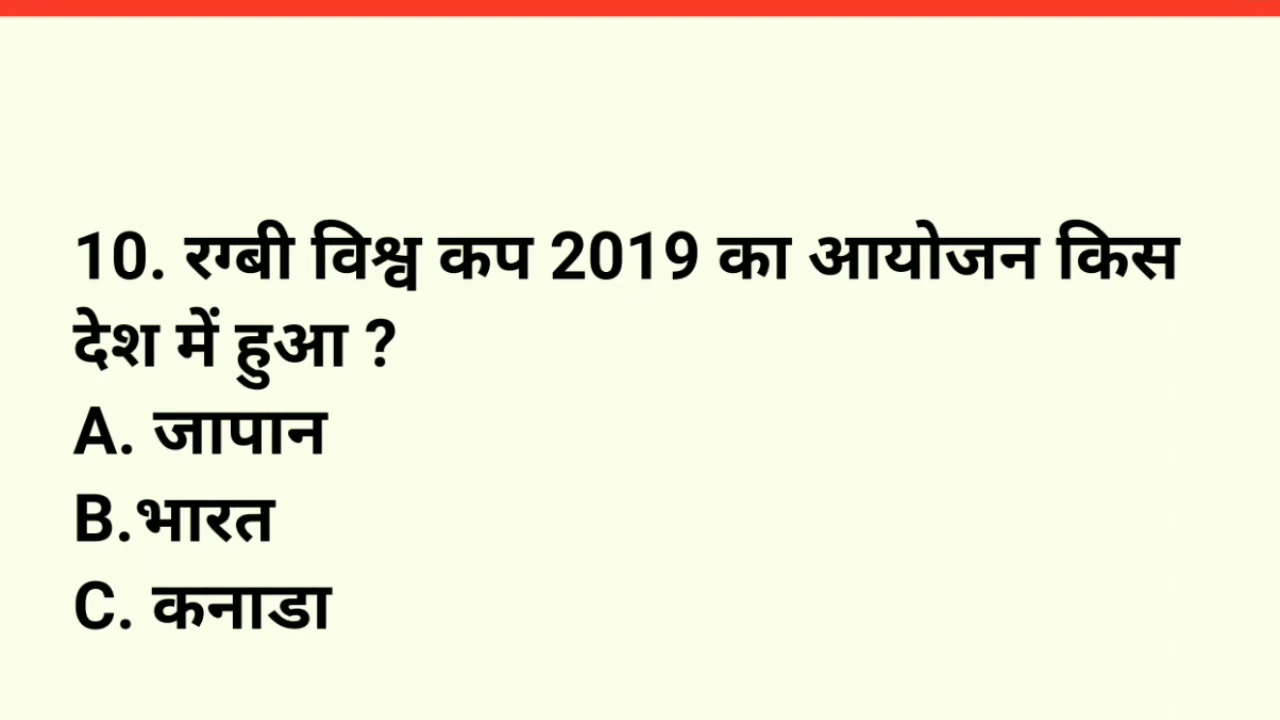 10. रग्बी विश्व कप 2019 का आयोजन किस
देश में हुआ ?
A. जापान
B.भारत
C. कनाडा